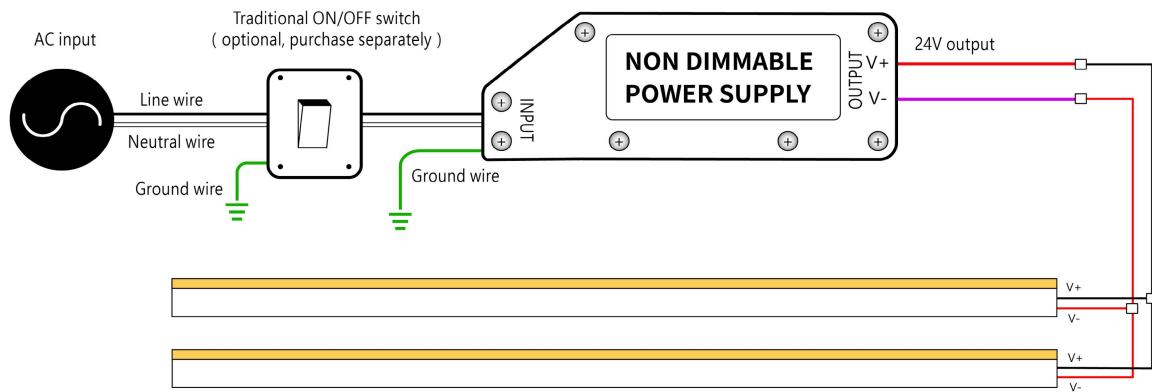 AC input
Traditional ON/OFF switch
( optional, purchase separately )
Line wire
Neutral wire
Ground wire
Ground wire
INPUT
NON DIMMABLE
POWER SUPPLY
OUTPUT
V+
V-
24V output
V+
V-
V+
V-